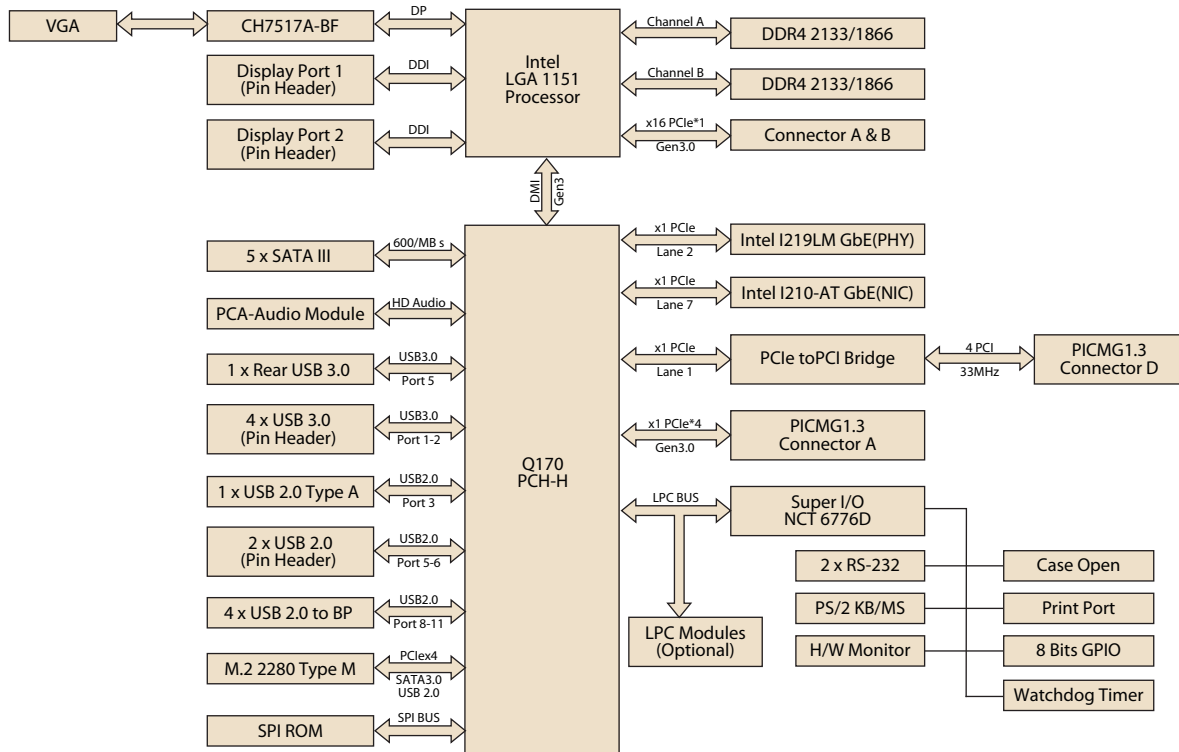 VGA
CH7517A-BF
DP
Intel
LGA 1151
Processor
Channel A
DDR4 2133/1866
Display Port 1
(Pin Header)
DDI
Channel B
DDR4 2133/1866
Display Port 2
(Pin Header)
DDI
x16 PCIe*1
Gen3.0
Connector A & B
DMI
Gen3
Q170
PCH-H
5 x SATA III
600/MB s
PCA-Audio Module
HD Audio
1 x Rear USB 3.0
USB3.0
Port 5
4 x USB 3.0
(Pin Header)
USB3.0
Port 1-2
1 x USB 2.0 Type A
USB2.0
Port 3
2 x USB 2.0
(Pin Header)
USB2.0
Port 5-6
4 x USB 2.0 to BP
USB2.0
Port 8-11
M.2 2280 Type M
PCIex4
SATA3.0
USB 2.0
SPI ROM
SPI BUS
x1 PCIe
Lane 2
Intel I219LM GbE(PHY)
x1 PCIe
Lane 7
Intel I210-AT GbE(NIC)
x1 PCIe
Lane 1
PCIe toPCI Bridge
4 PCI
33MHz
PICMG1.3
Connector D
x1 PCIe*4
Gen3.0
PICMG1.3
Connector A
LPC BUS
Super I/O
NCT 6776D
LPC Modules
(Optional)
2 x RS-232
Case Open
PS/2 KB/MS
Print Port
H/W Monitor
8 Bits GPIO
Watchdog Timer